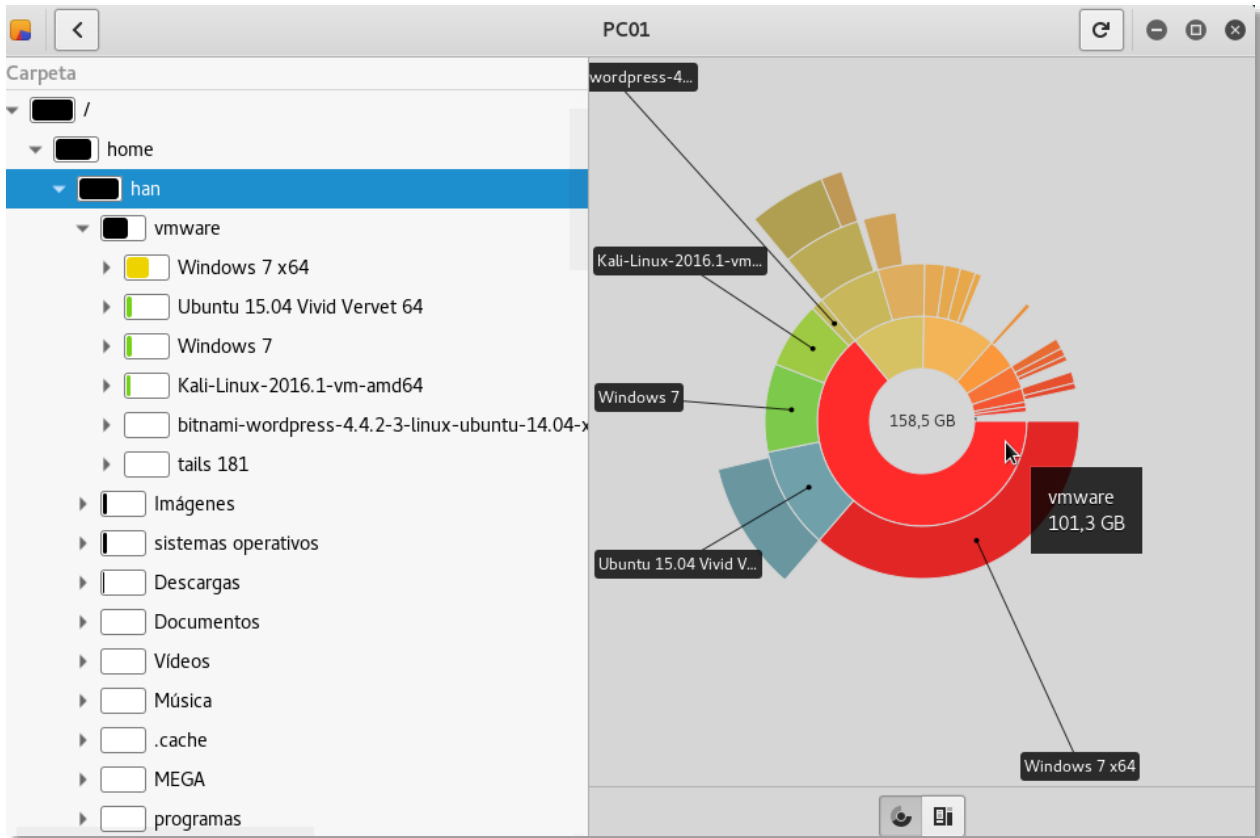 PC01
Carpeta
/
home
han
vmware
Windows 7 x64
Ubuntu 15.04 Vivid Vervet 64
Windows 7
Kali-Linux-2016.1-vm-amd64
bitnami-wordpress-4.4.2-3-linux-ubuntu-14.04-x
tails 181
Imágenes
sistemas operativos
Descargas
Documentos
Vídeos
Música
.cache
MEGA
programas
wordpress-4...
Kali-Linux-2016.1-vm...
Windows 7
158,5 GB
vmware
101,3 GB
Ubuntu 15.04 Vivid V...
Windows 7 x64